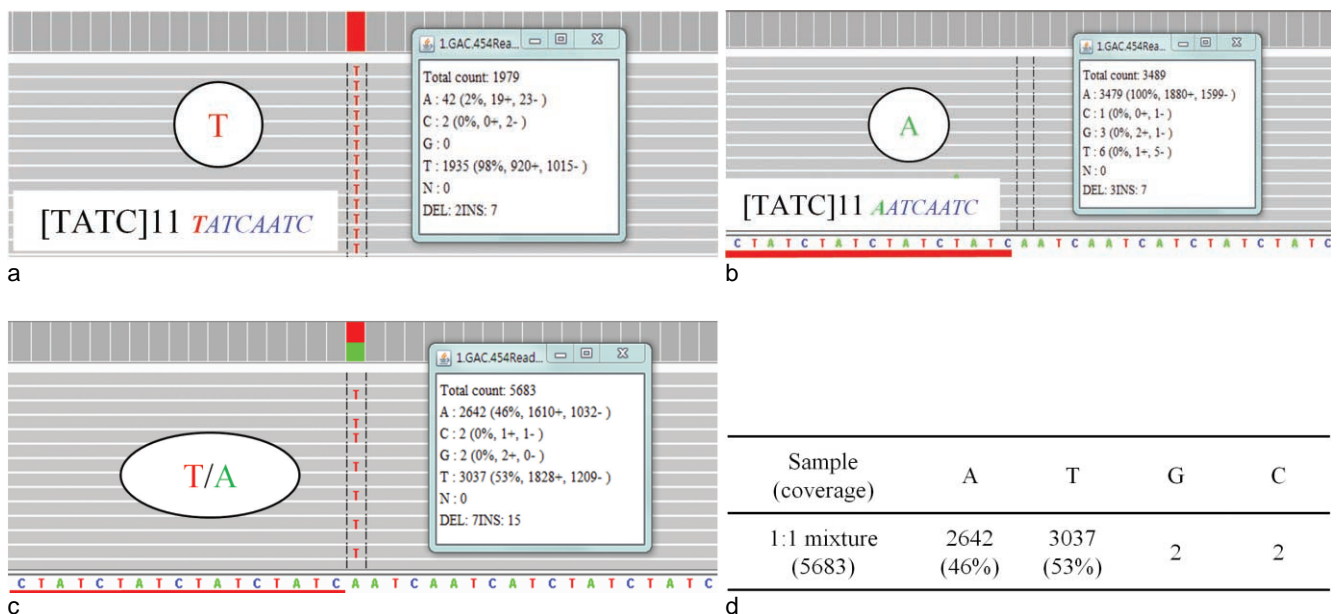 T
T
T
T
T
T
T
T
T
T
T
T
T
T
[TATC]11 TATCAATC
1.GAC.454Rea...
Total count: 1979
A : 42 (2%, 19+, 23- )
C : 2 (0%, 0+, 2- )
G : 0
T : 1935 (98%, 920+, 1015- )
N : 0
DEL: 2INS: 7
a
A
[TATC]11 AATCAATC
1.GAC.454Rea...
Total count: 3489
A : 3479 (100%, 1880+, 1599- )
C : 1 (0%, 0+, 1- )
G : 3 (0%, 2+, 1- )
T : 6 (0%, 1+, 5- )
N : 0
DEL: 3INS: 7
C T A T C T A T C T A T C T A T C A A T C A A T C A T C T A T C T A T C
b
T/A
T
T
T
T
T
T
T
1.GAC.454Read...
Total count: 5683
A : 2642 (46%, 1610+, 1032- )
C : 2 (0%, 1+, 1- )
G : 2 (0%, 2+, 0- )
T : 3037 (53%, 1828+, 1209- )
N : 0
DEL: 7INS: 15
C T A T C T A T C T A T C T A T C A A T C A A T C A T C T A T C T A T C
c
Sample (coverage) A T G C
1:1 mixture (5683) 2642 (46%) 3037 (53%) 2 2
d